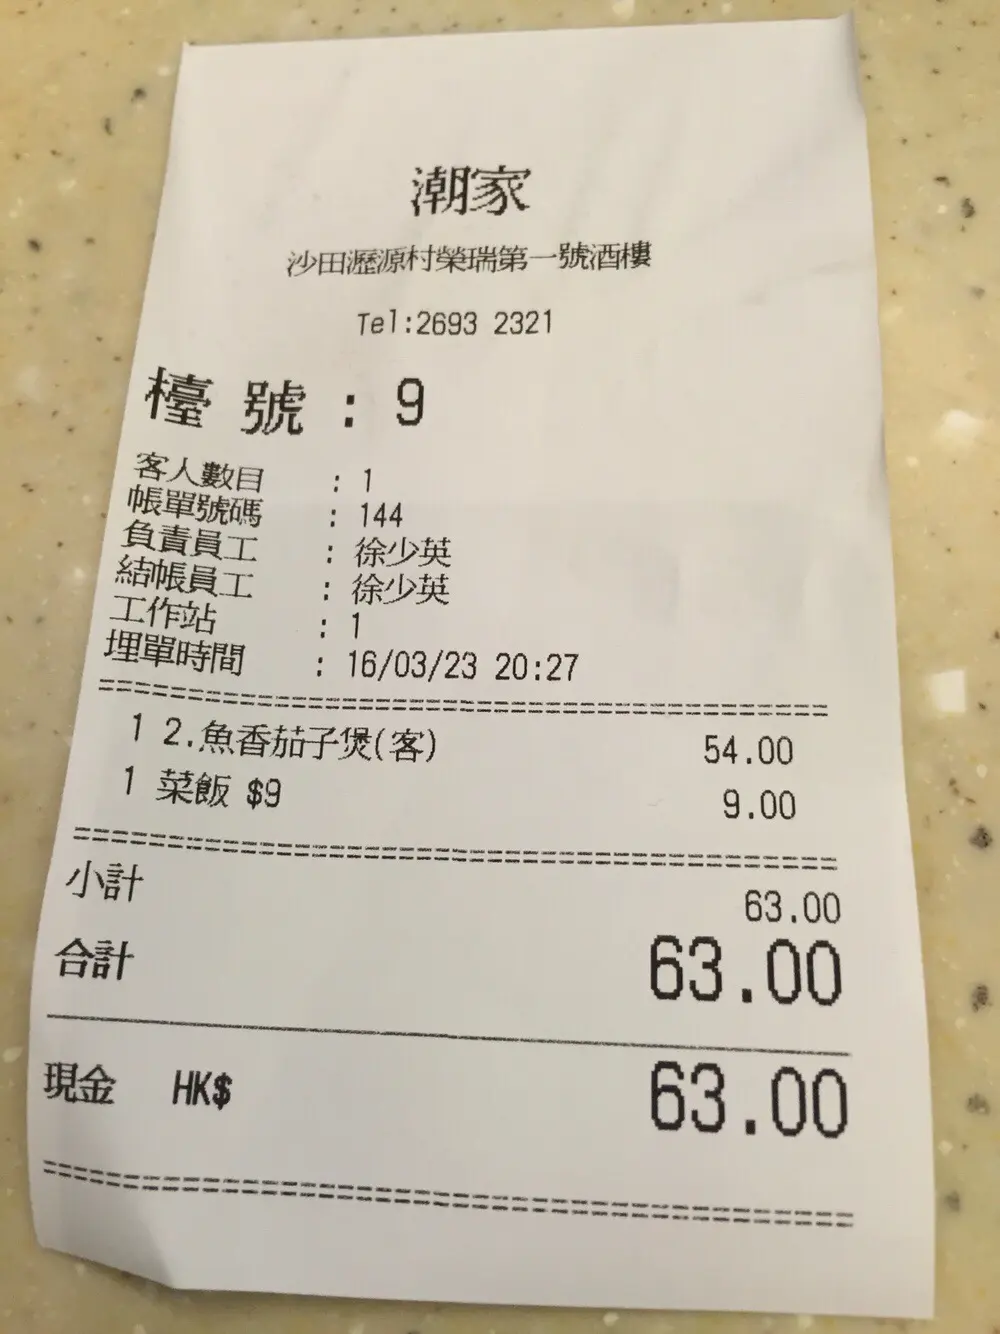 潮家
沙田瀝源村榮瑞第一號酒樓
Tel:2693 2321
檯 號 : 9
客人數目 : 1
帳單號碼 : 144
負責員工 : 徐少英
結帳員工 : 徐少英
工作站 : 1
埋單時間 : 16/03/23 20:27
1 2.魚香茄子煲(客) 54.00
1 菜飯 $9 9.00
小計 63.00
合計 63.00
現金 HK$ 63.00